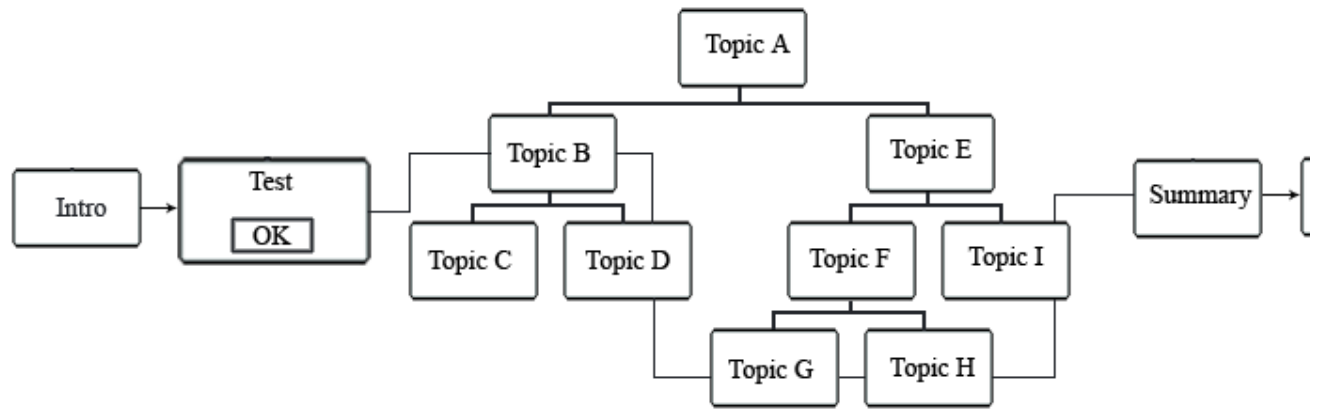 Topic A
Topic B
Topic E
Intro
Test
OK
Summary
Topic C
Topic D
Topic F
Topic I
Topic G
Topic H